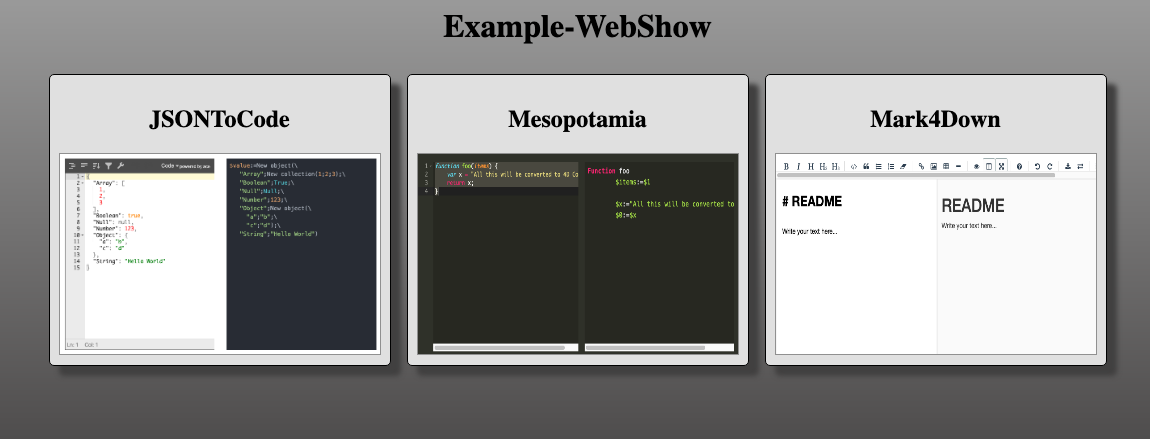 Example-WebShow
JSONToCode
Code
powered by ace
1 {
2 "Array": [
3 1,
4 2,
5 3
6 ],
7 "Boolean": true,
8 "Null": null,
9 "Number": 123,
10 "Object": {
11 "a": "b",
12 "c": "d"
13 },
14 "String": "Hello World"
15 }
Ln: 1 Col: 1
$value:=New object(\
"Array";New collection(1;2;3);\
"Boolean";True;\
"Null";Null;\
"Number";123;\
"Object";New object(\
"a";"b";\
"c";"d");\
"String";"Hello World")
Mesopotamia
1 function foo(items) {
2 var x = "All this will be converted to 4D Co
3 return x;
4 }
Function foo
$items:=$1
$x:="All this will be converted to
$0:=$x
Mark4Down
B I H H1 H2
# README
Write your text here...
README
Write your text here...